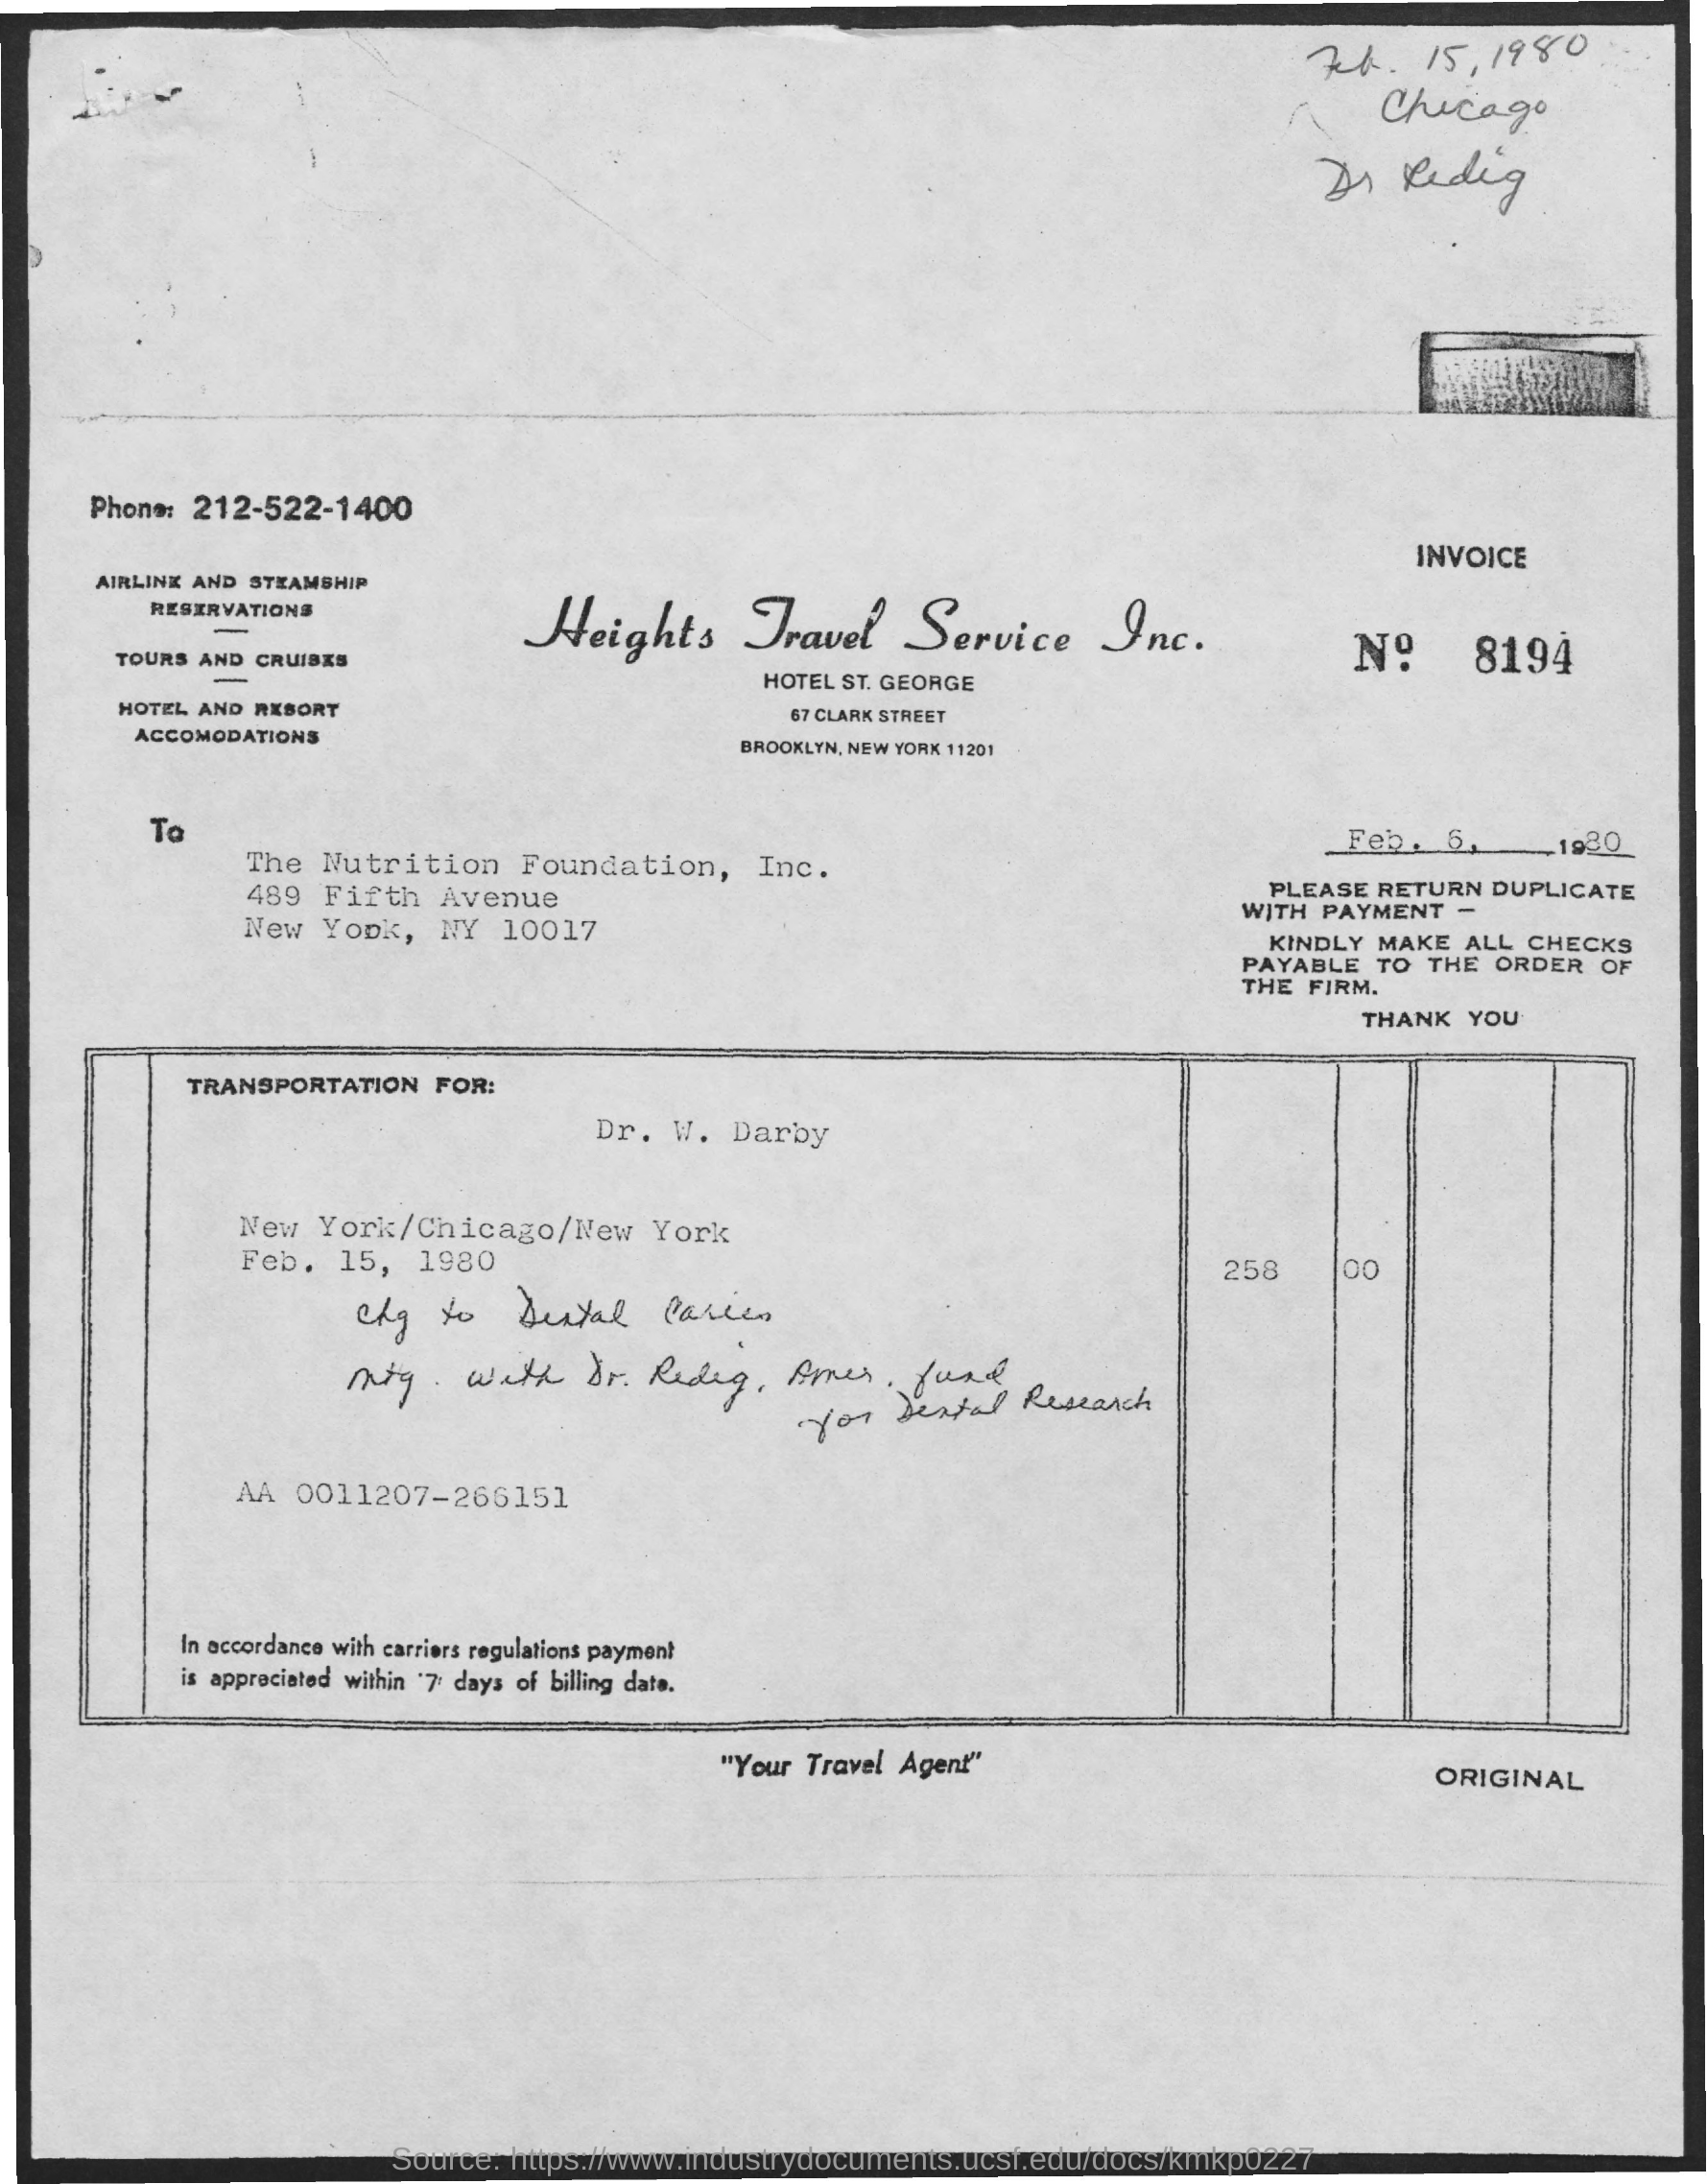 Feb. 15, 1980
Chicago
Dr Redig
Phone: 212-522-1400
AIRLINE AND STEAMSHIP
RESERVATIONS
TOURS AND CRUISES
HOTEL AND RESORT
ACCOMODATIONS
Heights Travel Service Inc.
HOTEL ST. GEORGE
67 CLARK STREET
BROOKLYN, NEW YORK 11201
INVOICE
Nº. 8194
To
The Nutrition Foundation, Inc.
489 Fifth Avenue
New York, NY 10017
Feb. 6, 1980
PLEASE RETURN DUPLICATE
WITH PAYMENT –
KINDLY MAKE ALL CHECKS
PAYABLE TO THE ORDER OF
THE FIRM.
THANK YOU
TRANSPORTATION FOR:
Dr. W. Darby
New York/Chicago/New York
Feb. 15, 1980
258 00
chg to Dental Caries
mtg. with Dr. Redig, Amer. fund
for Dental Research
AA 0011207-266151
In accordance with carriers regulations payment
is appreciated within 7 days of billing date.
"Your Travel Agent"
ORIGINAL
Source: https://www.industrydocuments.ucsf.edu/docs/kmkp0227